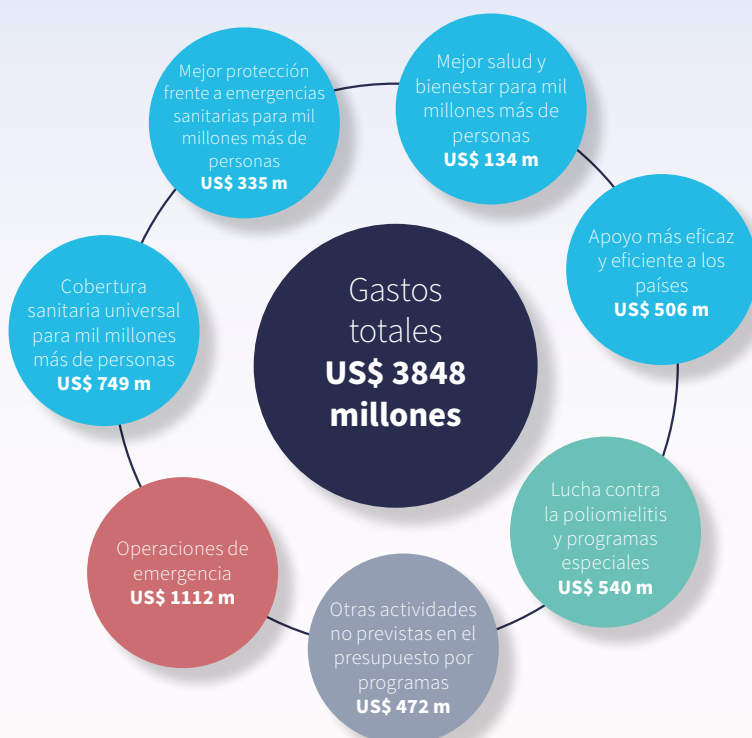 Mejor protección
frente a emergencias
sanitarias para mil
millones más de
personas
US$ 335 m
Mejor salud y
bienestar para mil
millones más de
personas
US$ 134 m
Apoyo más eficaz
y eficiente a los
países
US$ 506 m
Cobertura
sanitaria universal
para mil millones
más de personas
US$ 749 m
Gastos
totales
US$ 3848
millones
Lucha contra
la poliomielitis
y programas
especiales
US$ 540 m
Operaciones de
emergencia
US$ 1112 m
Otras actividades
no previstas en el
presupuesto por
programas
US$ 472 m